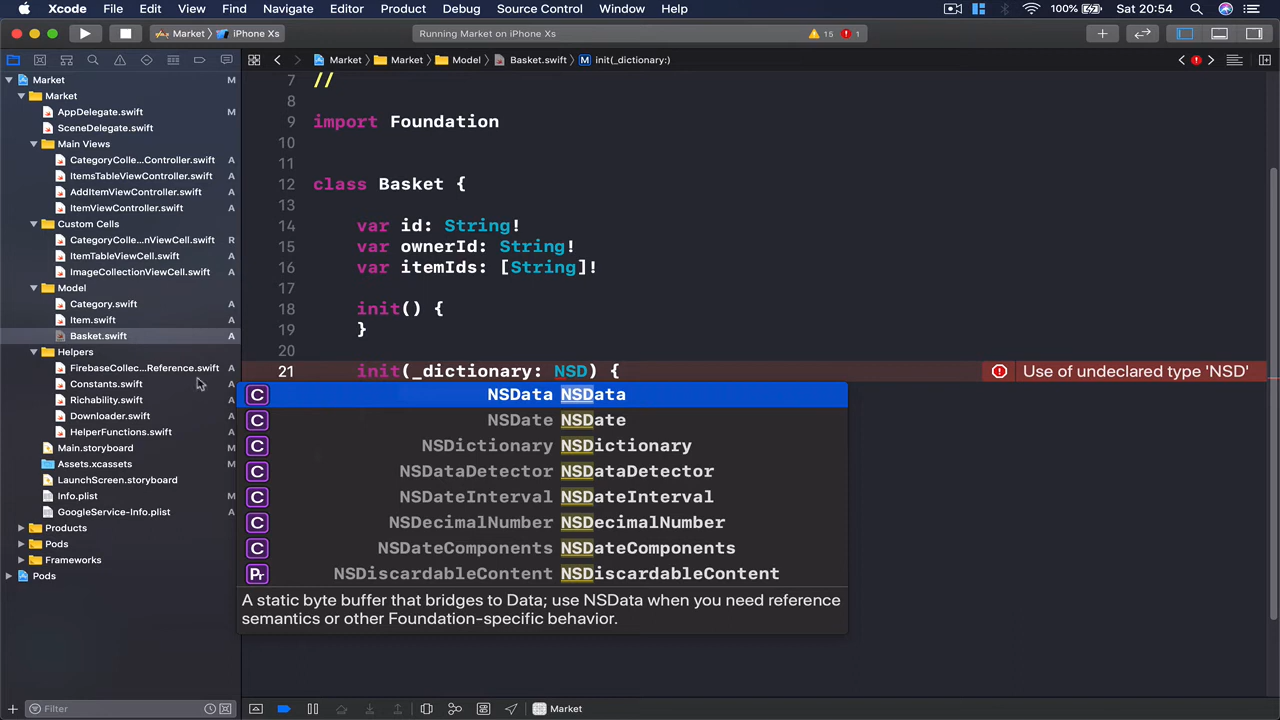 Xcode File Edit View Find Navigate Editor Product Debug Source Control Window Help 100% Sat 20:54
Market iPhone Xs Running Market on iPhone Xs 15 1
Market Market Model Basket.swift M init(_dictionary:)
Market M
Market
AppDelegate.swift M
SceneDelegate.swift
Main Views
CategoryColle...Controller.swift A
ItemsTableViewController.swift A
AddItemViewController.swift A
ItemViewController.swift A
Custom Cells
CategoryColle...nViewCell.swift R
ItemTableViewCell.swift A
ImageCollectionViewCell.swift A
Model
Category.swift A
Item.swift A
Basket.swift A
Helpers
FirebaseCollec...Reference.swift A
Constants.swift A
Richability.swift A
Downloader.swift A
HelperFunctions.swift A
Main.storyboard M
Assets.xcassets M
LaunchScreen.storyboard
Info.plist M
GoogleService-Info.plist A
Products
Pods
Frameworks
Pods
Filter
7 //
8
9 import Foundation
10
11
12 class Basket {
13
14 var id: String!
15 var ownerId: String!
16 var itemIds: [String]!
17
18 init() {
19 }
20
21 init(_dictionary: NSD) { Use of undeclared type 'NSD'
C NSData NSData
C NSDate NSDate
C NSDictionary NSDictionary
C NSDataDetector NSDataDetector
C NSDateInterval NSDateInterval
C NSDecimalNumber NSDecimalNumber
C NSDateComponents NSDateComponents
Pr NSDiscardableContent NSDiscardableContent
A static byte buffer that bridges to Data; use NSData when you need reference
semantics or other Foundation-specific behavior.
Market